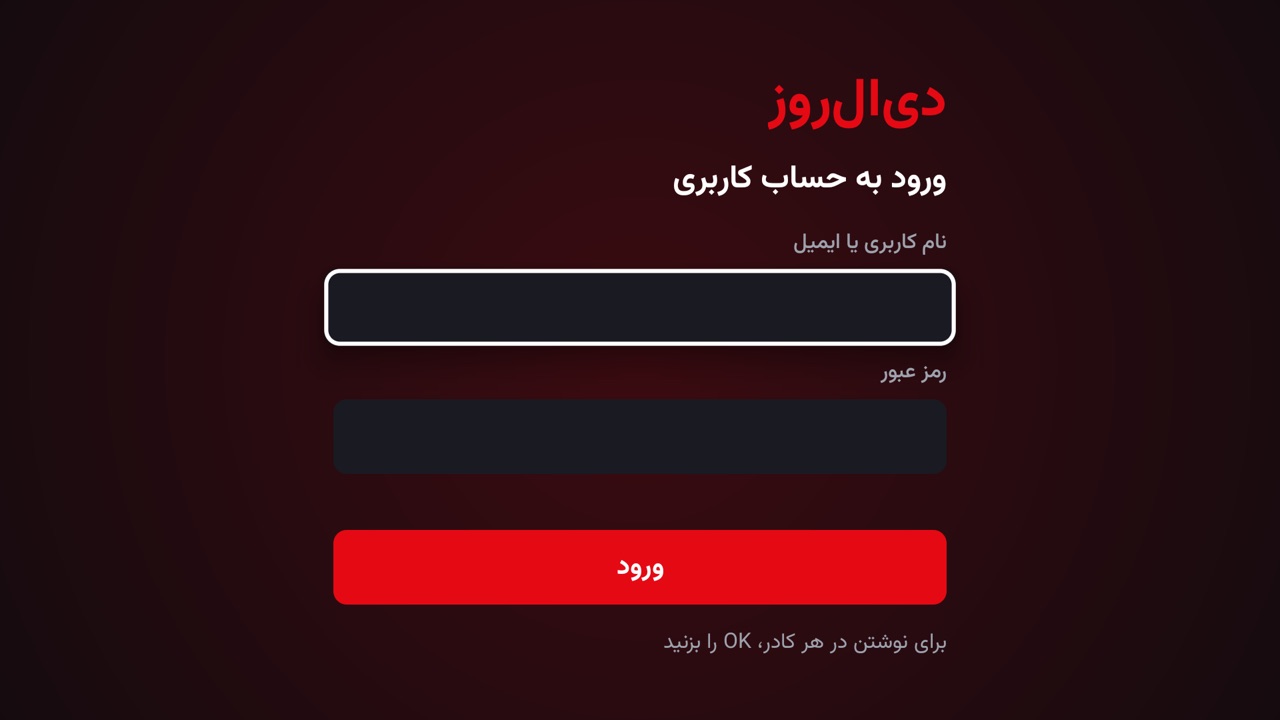 دی‌ال‌روز
ورود به حساب کاربری
نام کاربری یا ایمیل
رمز عبور
ورود
برای نوشتن در هر کادر، OK را بزنید